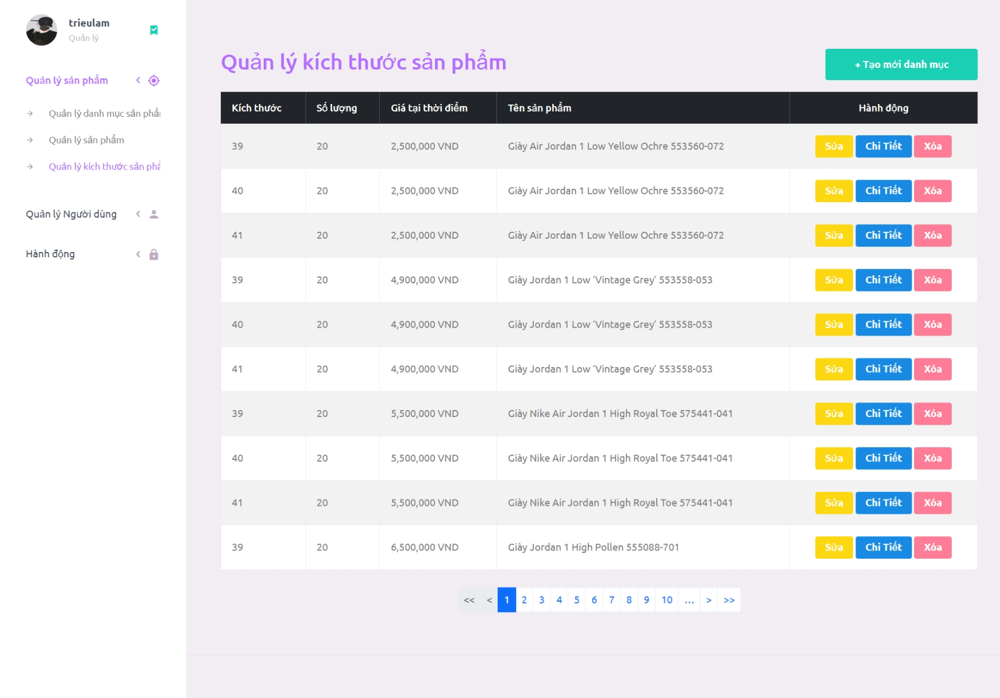 trieulam
Quản lý
Quản lý sản phẩm
Quản lý danh mục sản phẩ
Quản lý sản phẩm
Quản lý kích thước sản phẩ
Quản lý Người dùng
Hành động
Quản lý kích thước sản phẩm
+ Tạo mới danh mục
Kích thước Số lượng Giá tại thời điểm Tên sản phẩm Hành động
39 20 2,500,000 VND Giày Air Jordan 1 Low Yellow Ochre 553560-072 Sửa Chi Tiết Xóa
40 20 2,500,000 VND Giày Air Jordan 1 Low Yellow Ochre 553560-072 Sửa Chi Tiết Xóa
41 20 2,500,000 VND Giày Air Jordan 1 Low Yellow Ochre 553560-072 Sửa Chi Tiết Xóa
39 20 4,900,000 VND Giày Jordan 1 Low ‘Vintage Grey’ 553558-053 Sửa Chi Tiết Xóa
40 20 4,900,000 VND Giày Jordan 1 Low ‘Vintage Grey’ 553558-053 Sửa Chi Tiết Xóa
41 20 4,900,000 VND Giày Jordan 1 Low ‘Vintage Grey’ 553558-053 Sửa Chi Tiết Xóa
39 20 5,500,000 VND Giày Nike Air Jordan 1 High Royal Toe 575441-041 Sửa Chi Tiết Xóa
40 20 5,500,000 VND Giày Nike Air Jordan 1 High Royal Toe 575441-041 Sửa Chi Tiết Xóa
41 20 5,500,000 VND Giày Nike Air Jordan 1 High Royal Toe 575441-041 Sửa Chi Tiết Xóa
39 20 6,500,000 VND Giày Jordan 1 High Pollen 555088-701 Sửa Chi Tiết Xóa
<< < 1 2 3 4 5 6 7 8 9 10 ... > >>